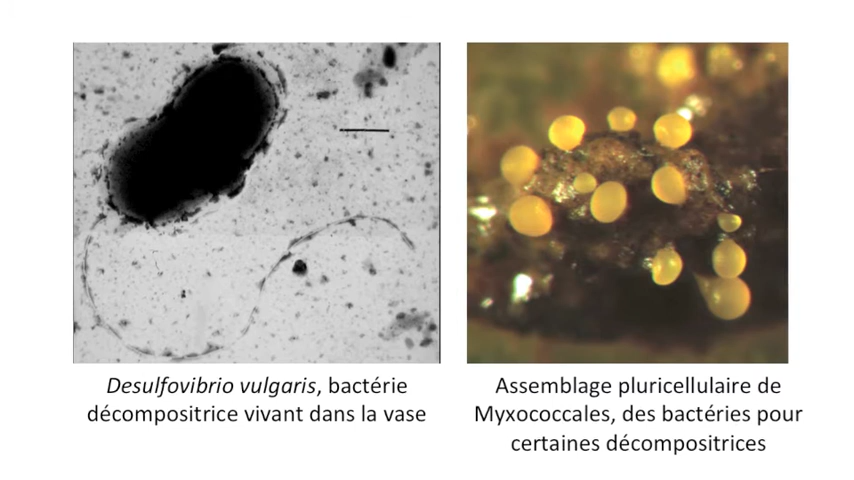 Desulfovibrio vulgaris, bactérie
décompositrice vivant dans la vase
Assemblage pluricellulaire de
Myxococcales, des bactéries pour
certaines décompositrices